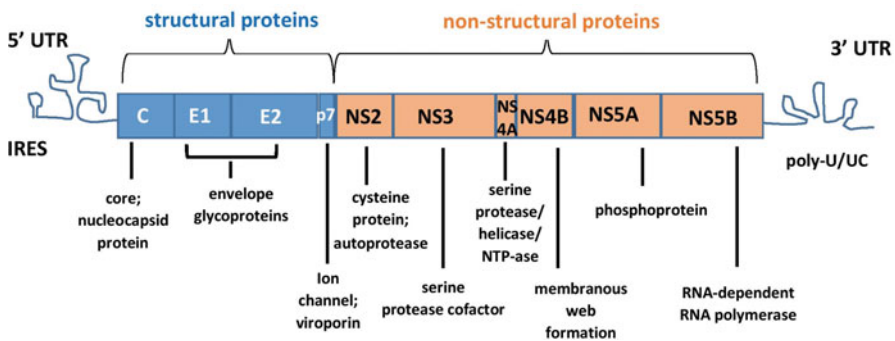 structural proteins
non-structural proteins
5’ UTR
3’ UTR
C
E1
E2
p7
NS2
NS3
NS
4A
NS4B
NS5A
NS5B
IRES
poly-U/UC
core;
nucleocapsid
protein
envelope
glycoproteins
Ion
channel;
viroporin
cysteine
protein;
autoprotease
serine
protease cofactor
serine
protease/
helicase/
NTP-ase
membranous
web
formation
phosphoprotein
RNA-dependent
RNA polymerase